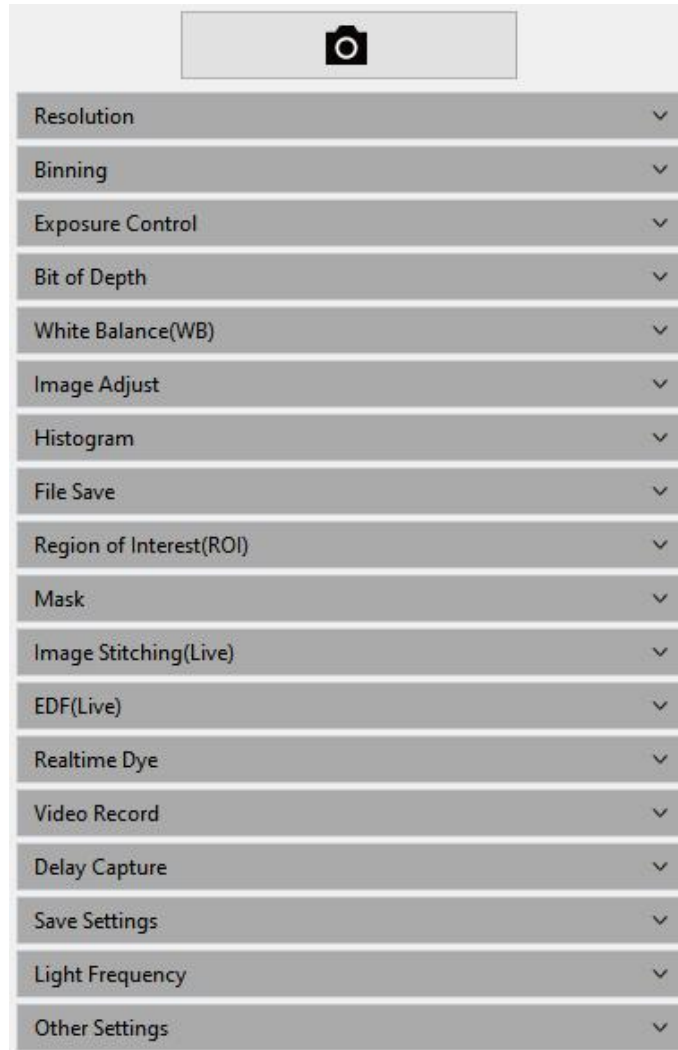 Resolution
Binning
Exposure Control
Bit of Depth
White Balance(WB)
Image Adjust
Histogram
File Save
Region of Interest(ROI)
Mask
Image Stitching(Live)
EDF(Live)
Realtime Dye
Video Record
Delay Capture
Save Settings
Light Frequency
Other Settings